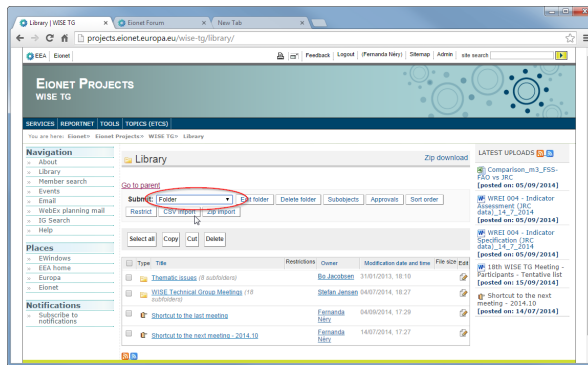 Library | WISE TG
Eionet Forum
New Tab
projects.eionet.europa.eu/wise-tg/library/
EEA Eionet
Feedback Logout (Fernanda Néry) Sitemap Admin site search
EIONET PROJECTS
WISE TG
SERVICES REPORTNET TOOLS TOPICS (ETCS)
You are here: Eionet» Eionet Projects» WISE TG» Library
Navigation
» About
» Library
» Member search
» Events
» Email
» WebEx planning mail
» IG Search
» Help
Places
» EWindows
» EEA home
» Europa
» Eionet
Notifications
» Subscribe to
notifications
Library
Zip download
Go to parent
Submit: Folder Edit folder Delete folder Subobjects Approvals Sort order
Restrict CSV import Zip import
Select all Copy Cut Delete
Type Title Restrictions Owner Modification date and time File size Edit
Thematic issues (8 subfolders) Bo Jacobsen 31/01/2013, 18:10
WISE Technical Group Meetings (18 Stefan Jensen 04/07/2014, 18:27
subfolders)
Shortcut to the last meeting Fernanda 04/09/2014, 17:29
Néry
Shortcut to the next meeting - 2014.10 Fernanda 14/07/2014, 17:27
Néry
LATEST UPLOADS
Comparison_m3_FSS-
FAO vs JRC
[posted on: 05/09/2014]
WREI 004 - Indicator
Assessment (JRC
data)_14_7_2014
[posted on: 05/09/2014]
WREI 004 - Indicator
Specification (JRC
data)_14_7_2014
[posted on: 05/09/2014]
18th WISE TG Meeting -
Participants - Tentative list
[posted on: 15/09/2014]
Shortcut to the next
meeting - 2014.10
[posted on: 14/07/2014]